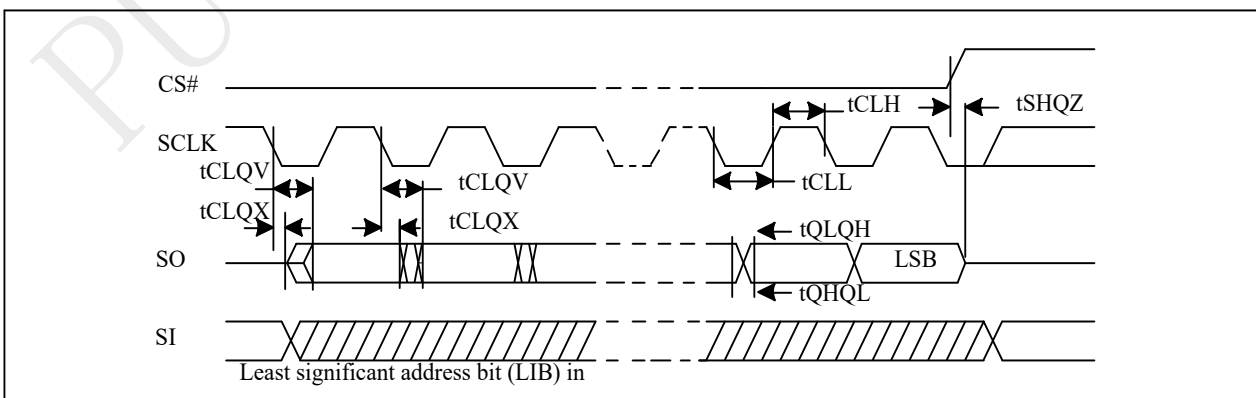 PU
CS#
tCLH
tSHQZ
SCLK
tCLQV
tCLQV
tCLL
tCLQX
tCLQX
tQLQH
SO
LSB
tQHQL
SI
Least significant address bit (LIB) in